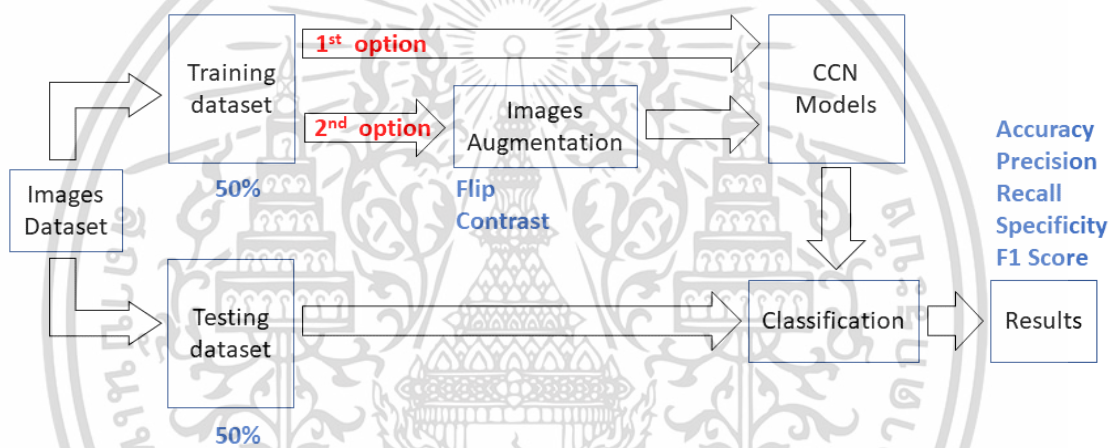 1st option
Training
dataset
2nd option
50%
Images
Augmentation
Flip
Contrast
CCN
Models
Accuracy
Precision
Recall
Specificity
F1 Score
Images
Dataset
Testing
dataset
50%
Classification
Results